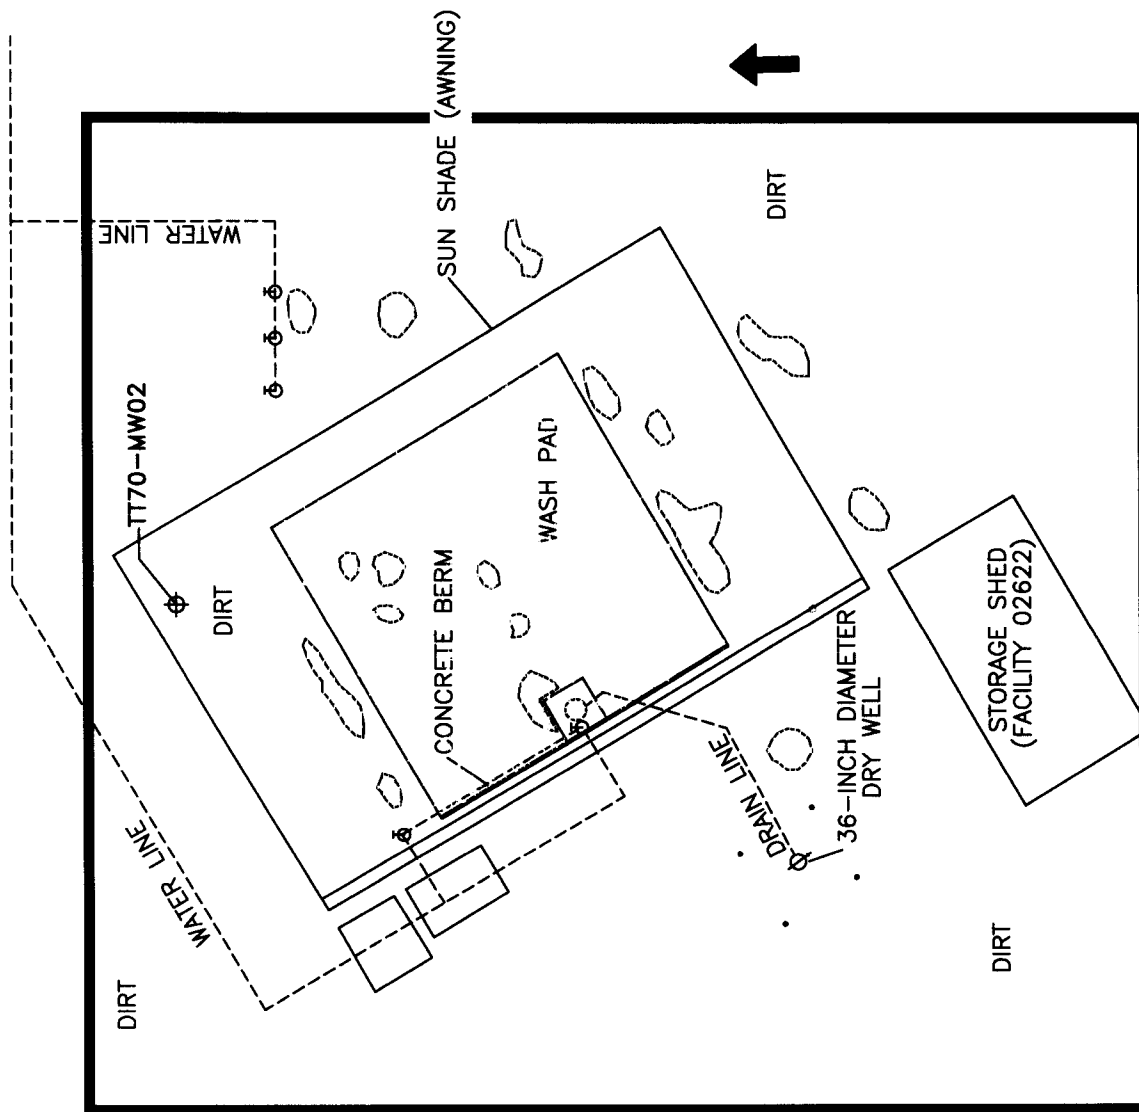 DIRT
WATER LINE
TT70-MW02
DIRT
WATER LINE
SUN SHADE (AWNING)
CONCRETE BERM
WASH PAD
DIRT
DRAIN LINE
36-INCH DIAMETER
DRY WELL
STORAGE SHED
(FACILITY 02622)
DIRT